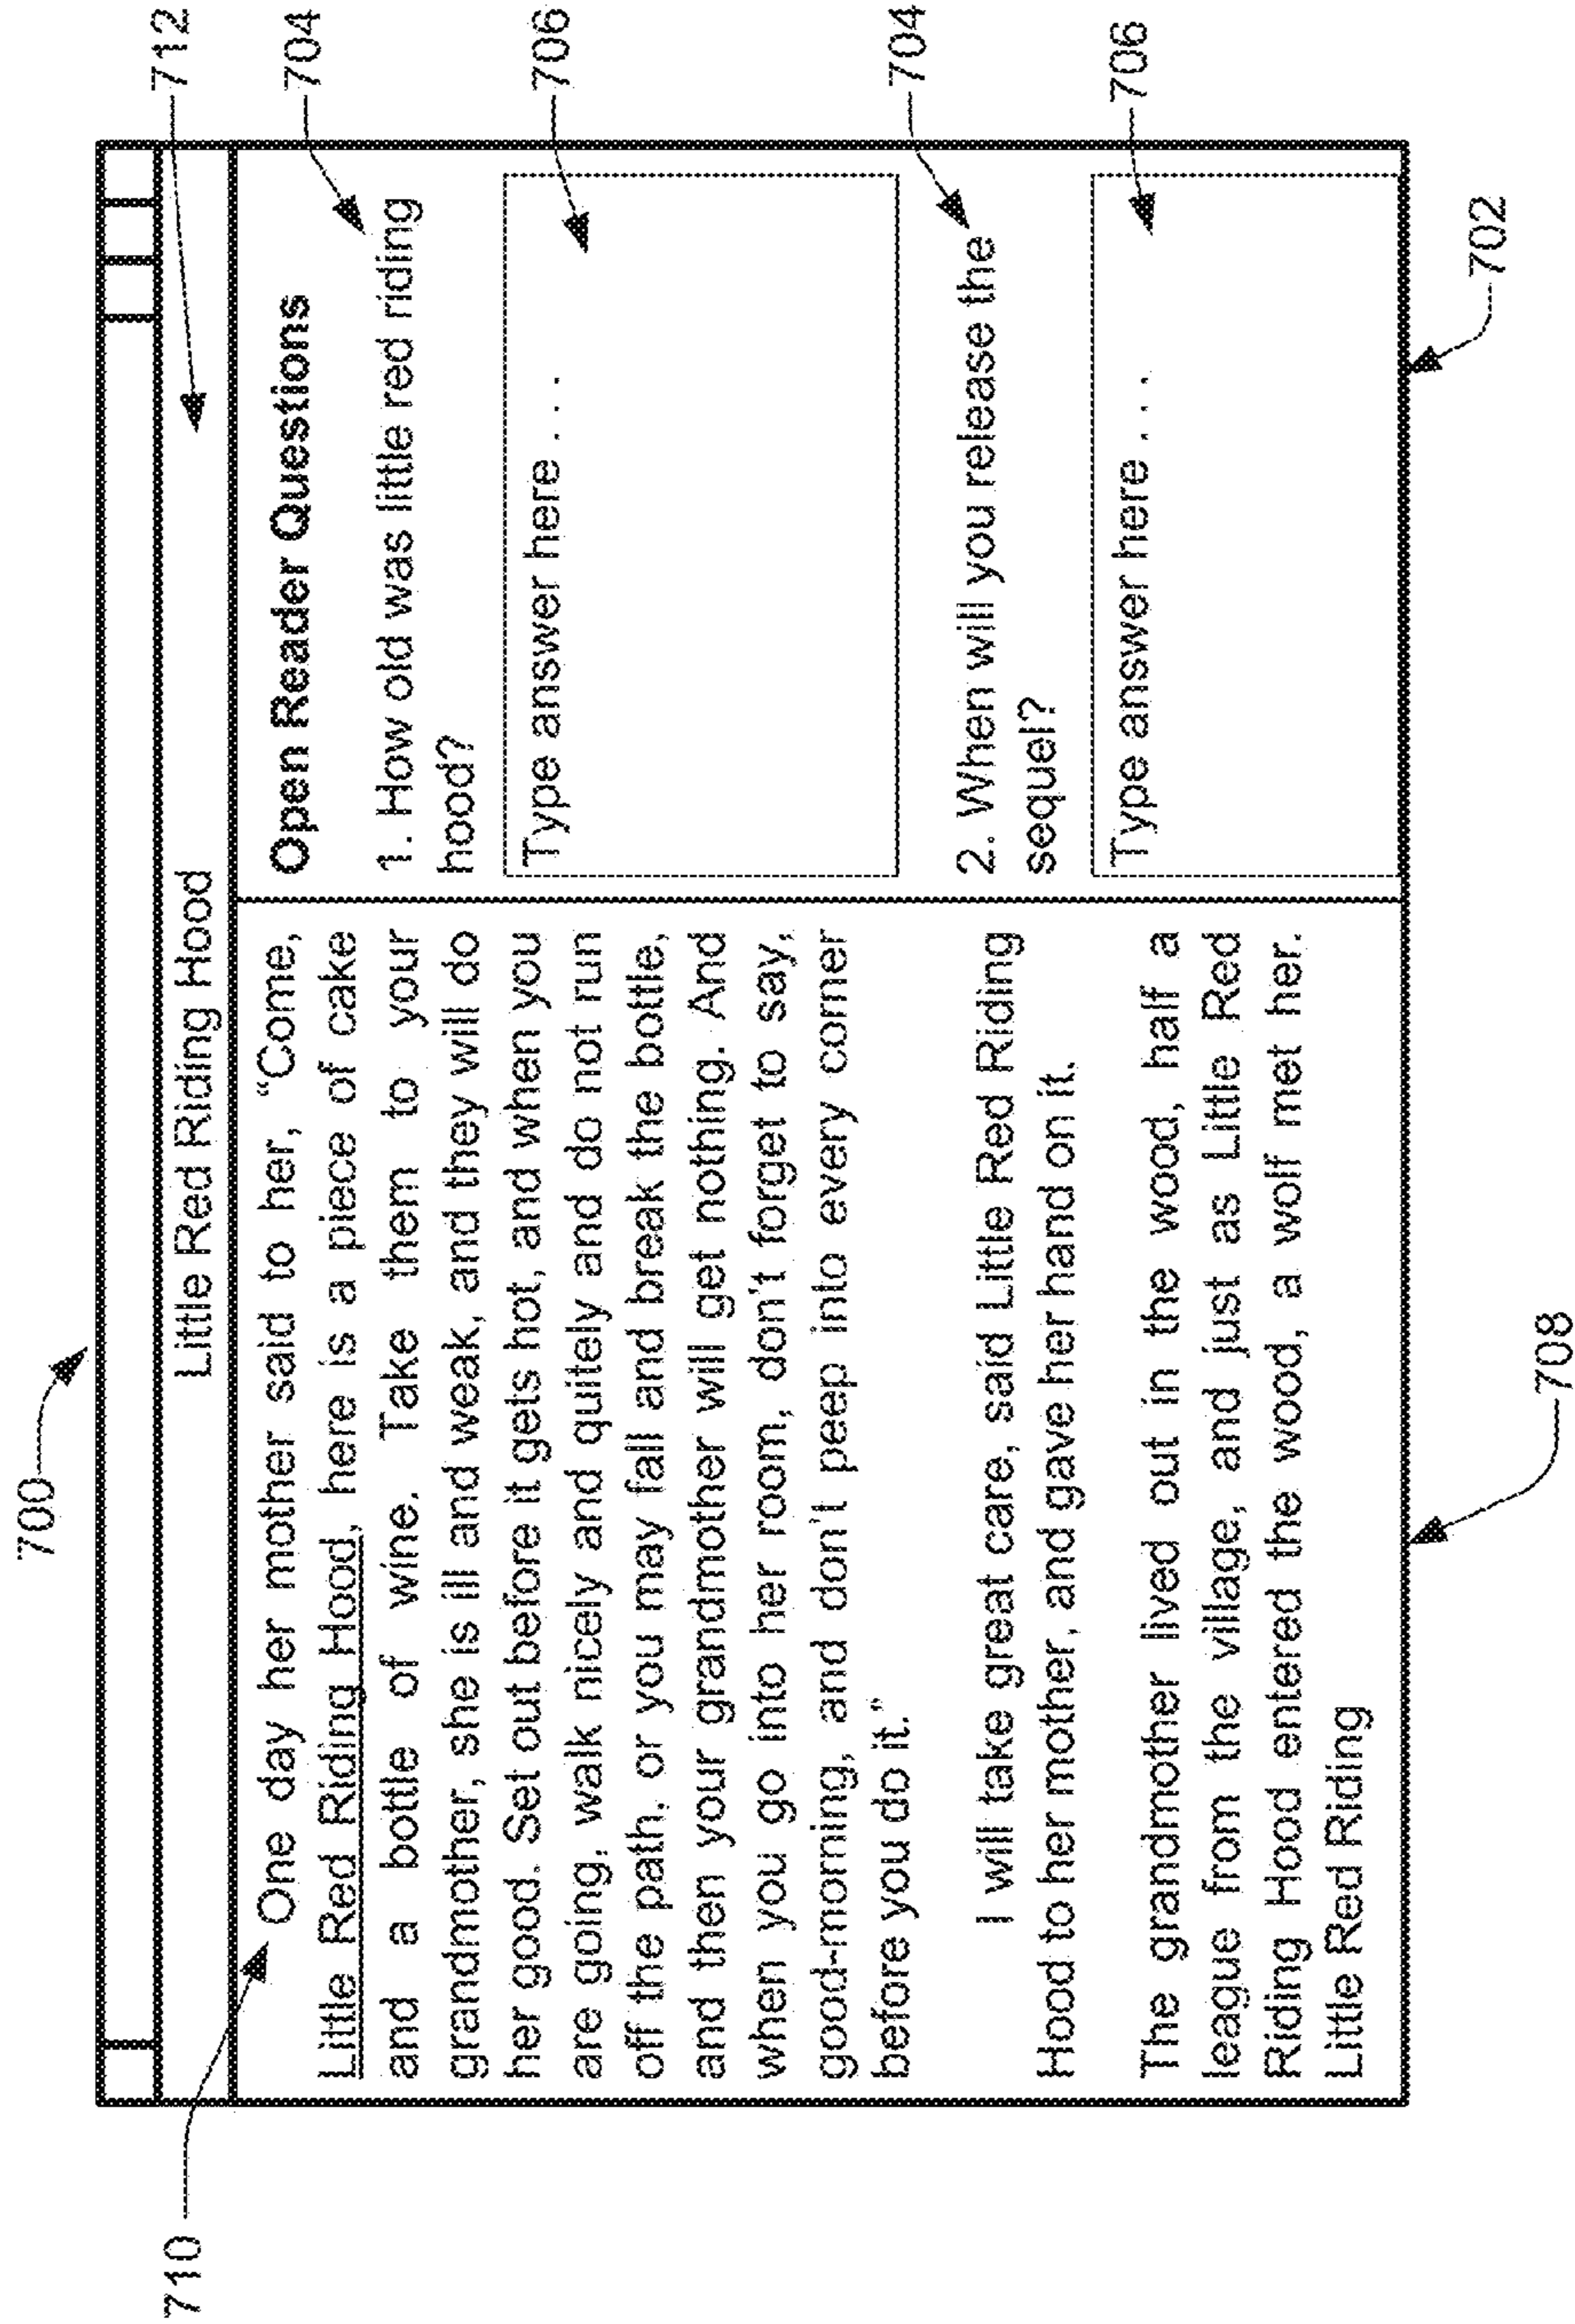 700
712
Little Red Riding Hood
710
One day her mother said to her, “Come,
Little Red Riding Hood, here is a piece of cake
and a bottle of wine. Take them to your
grandmother, she is ill and weak, and they will do
her good. Set out before it gets hot, and when you
are going, walk nicely and quitely and do not run
off the path, or you may fall and break the bottle,
and then your grandmother will get nothing. And
when you go into her room, don't forget to say,
good-morning, and don't peep into every corner
before you do it.”
I will take great care, said Little Red Riding
Hood to her mother, and gave her hand on it.
The grandmother lived out in the wood, half a
league from the village, and just as Little Red
Riding Hood entered the wood, a wolf met her.
Little Red Riding
708
Open Reader Questions
704
1. How old was little red riding
hood?
706
Type answer here . . .
704
2. When will you release the
sequel?
706
Type answer here . . .
702